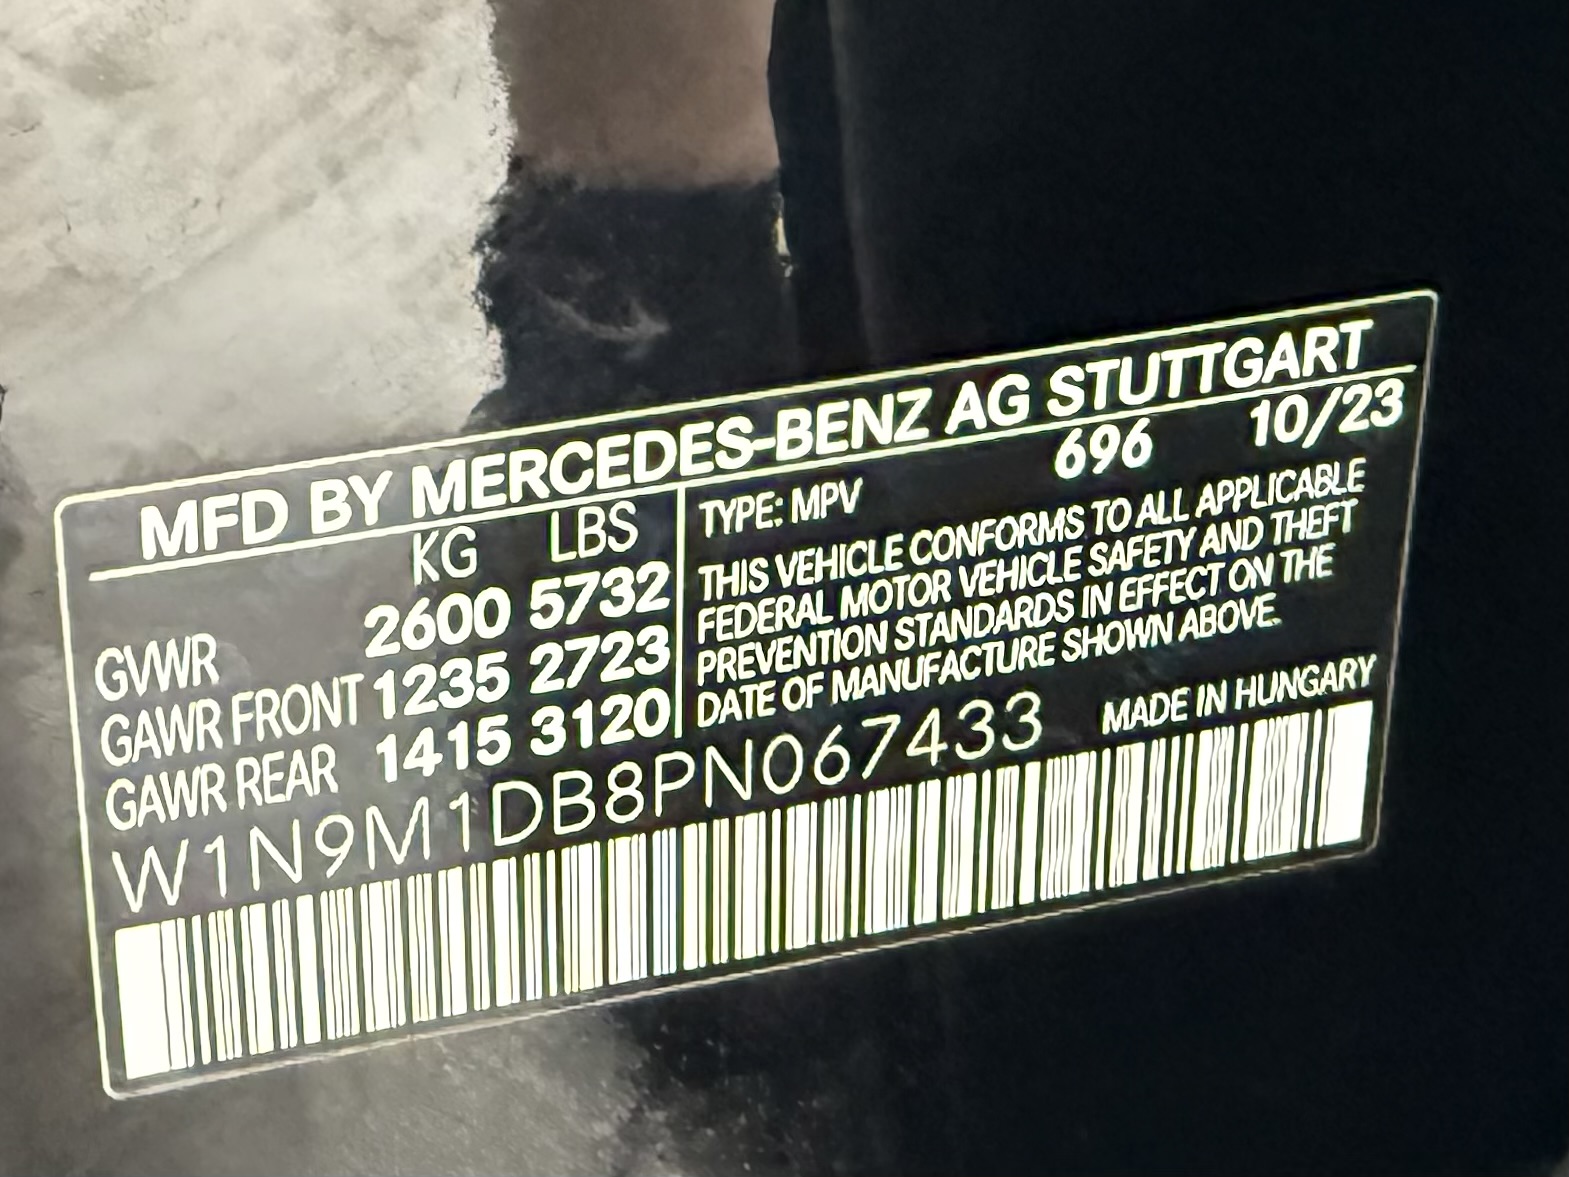 MFD BY MERCEDES-BENZ AG STUTTGART
KG LBS
GVWR 2600 5732
GAWR FRONT 1235 2723
GAWR REAR 1415 3120
TYPE: MPV 696 10/23
THIS VEHICLE CONFORMS TO ALL APPLICABLE
FEDERAL MOTOR VEHICLE SAFETY AND THEFT
PREVENTION STANDARDS IN EFFECT ON THE
DATE OF MANUFACTURE SHOWN ABOVE.
W1N9M1DB8PN067433 MADE IN HUNGARY